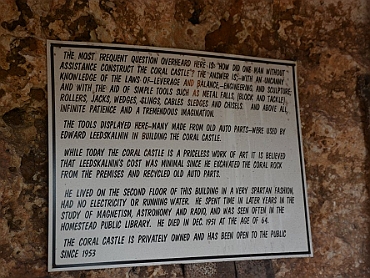 THE MOST FREQUENT QUESTION OVERHEARD HERE IS "HOW DID ONE MAN WITHOUT
ASSISTANCE CONSTRUCT THE CORAL CASTLE"? THE ANSWER IS, WITH AN UNCANNY
KNOWLEDGE OF THE LAWS OF-LEVERAGE AND BALANCE,-ENGINEERING, AND SCULPTURE;
AND WITH THE AID OF SIMPLE TOOLS SUCH AS METAL FALLS, (BLOCK AND TACKLE),
ROLLERS, JACKS, WEDGES, SLINGS, CABLES SLEDGES AND CHISELS. AND ABOVE ALL,
INFINITE PATIENCE AND A TREMENDOUS IMAGINATION.
THE TOOLS DISPLAYED HERE-MANY MADE FROM OLD AUTO PARTS-WERE USED BY
EDWARD LEEDSKALNIN IN BUILDING THE CORAL CASTLE.
WHILE TODAY THE CORAL CASTLE IS A PRICELESS WORK OF ART IT IS BELIEVED
THAT LEEDSKALNIN'S COST WAS MINIMAL SINCE HE EXCAVATED THE CORAL ROCK
FROM THE PREMISES AND RECYCLED OLD AUTO PARTS.
HE LIVED ON THE SECOND FLOOR OF THIS BUILDING IN A VERY SPARTAN FASHION,
HAD NO ELECTRICITY OR RUNNING WATER. HE SPENT TIME IN LATER YEARS IN THE
STUDY OF MAGNETISM, ASTRONOMY AND RADIO, AND WAS SEEN OFTEN IN THE
HOMESTEAD PUBLIC LIBRARY. HE DIED IN DEC. 1951 AT THE AGE OF 64.
THE CORAL CASTLE IS PRIVATELY OWNED AND HAS BEEN OPEN TO THE PUBLIC
SINCE 1953